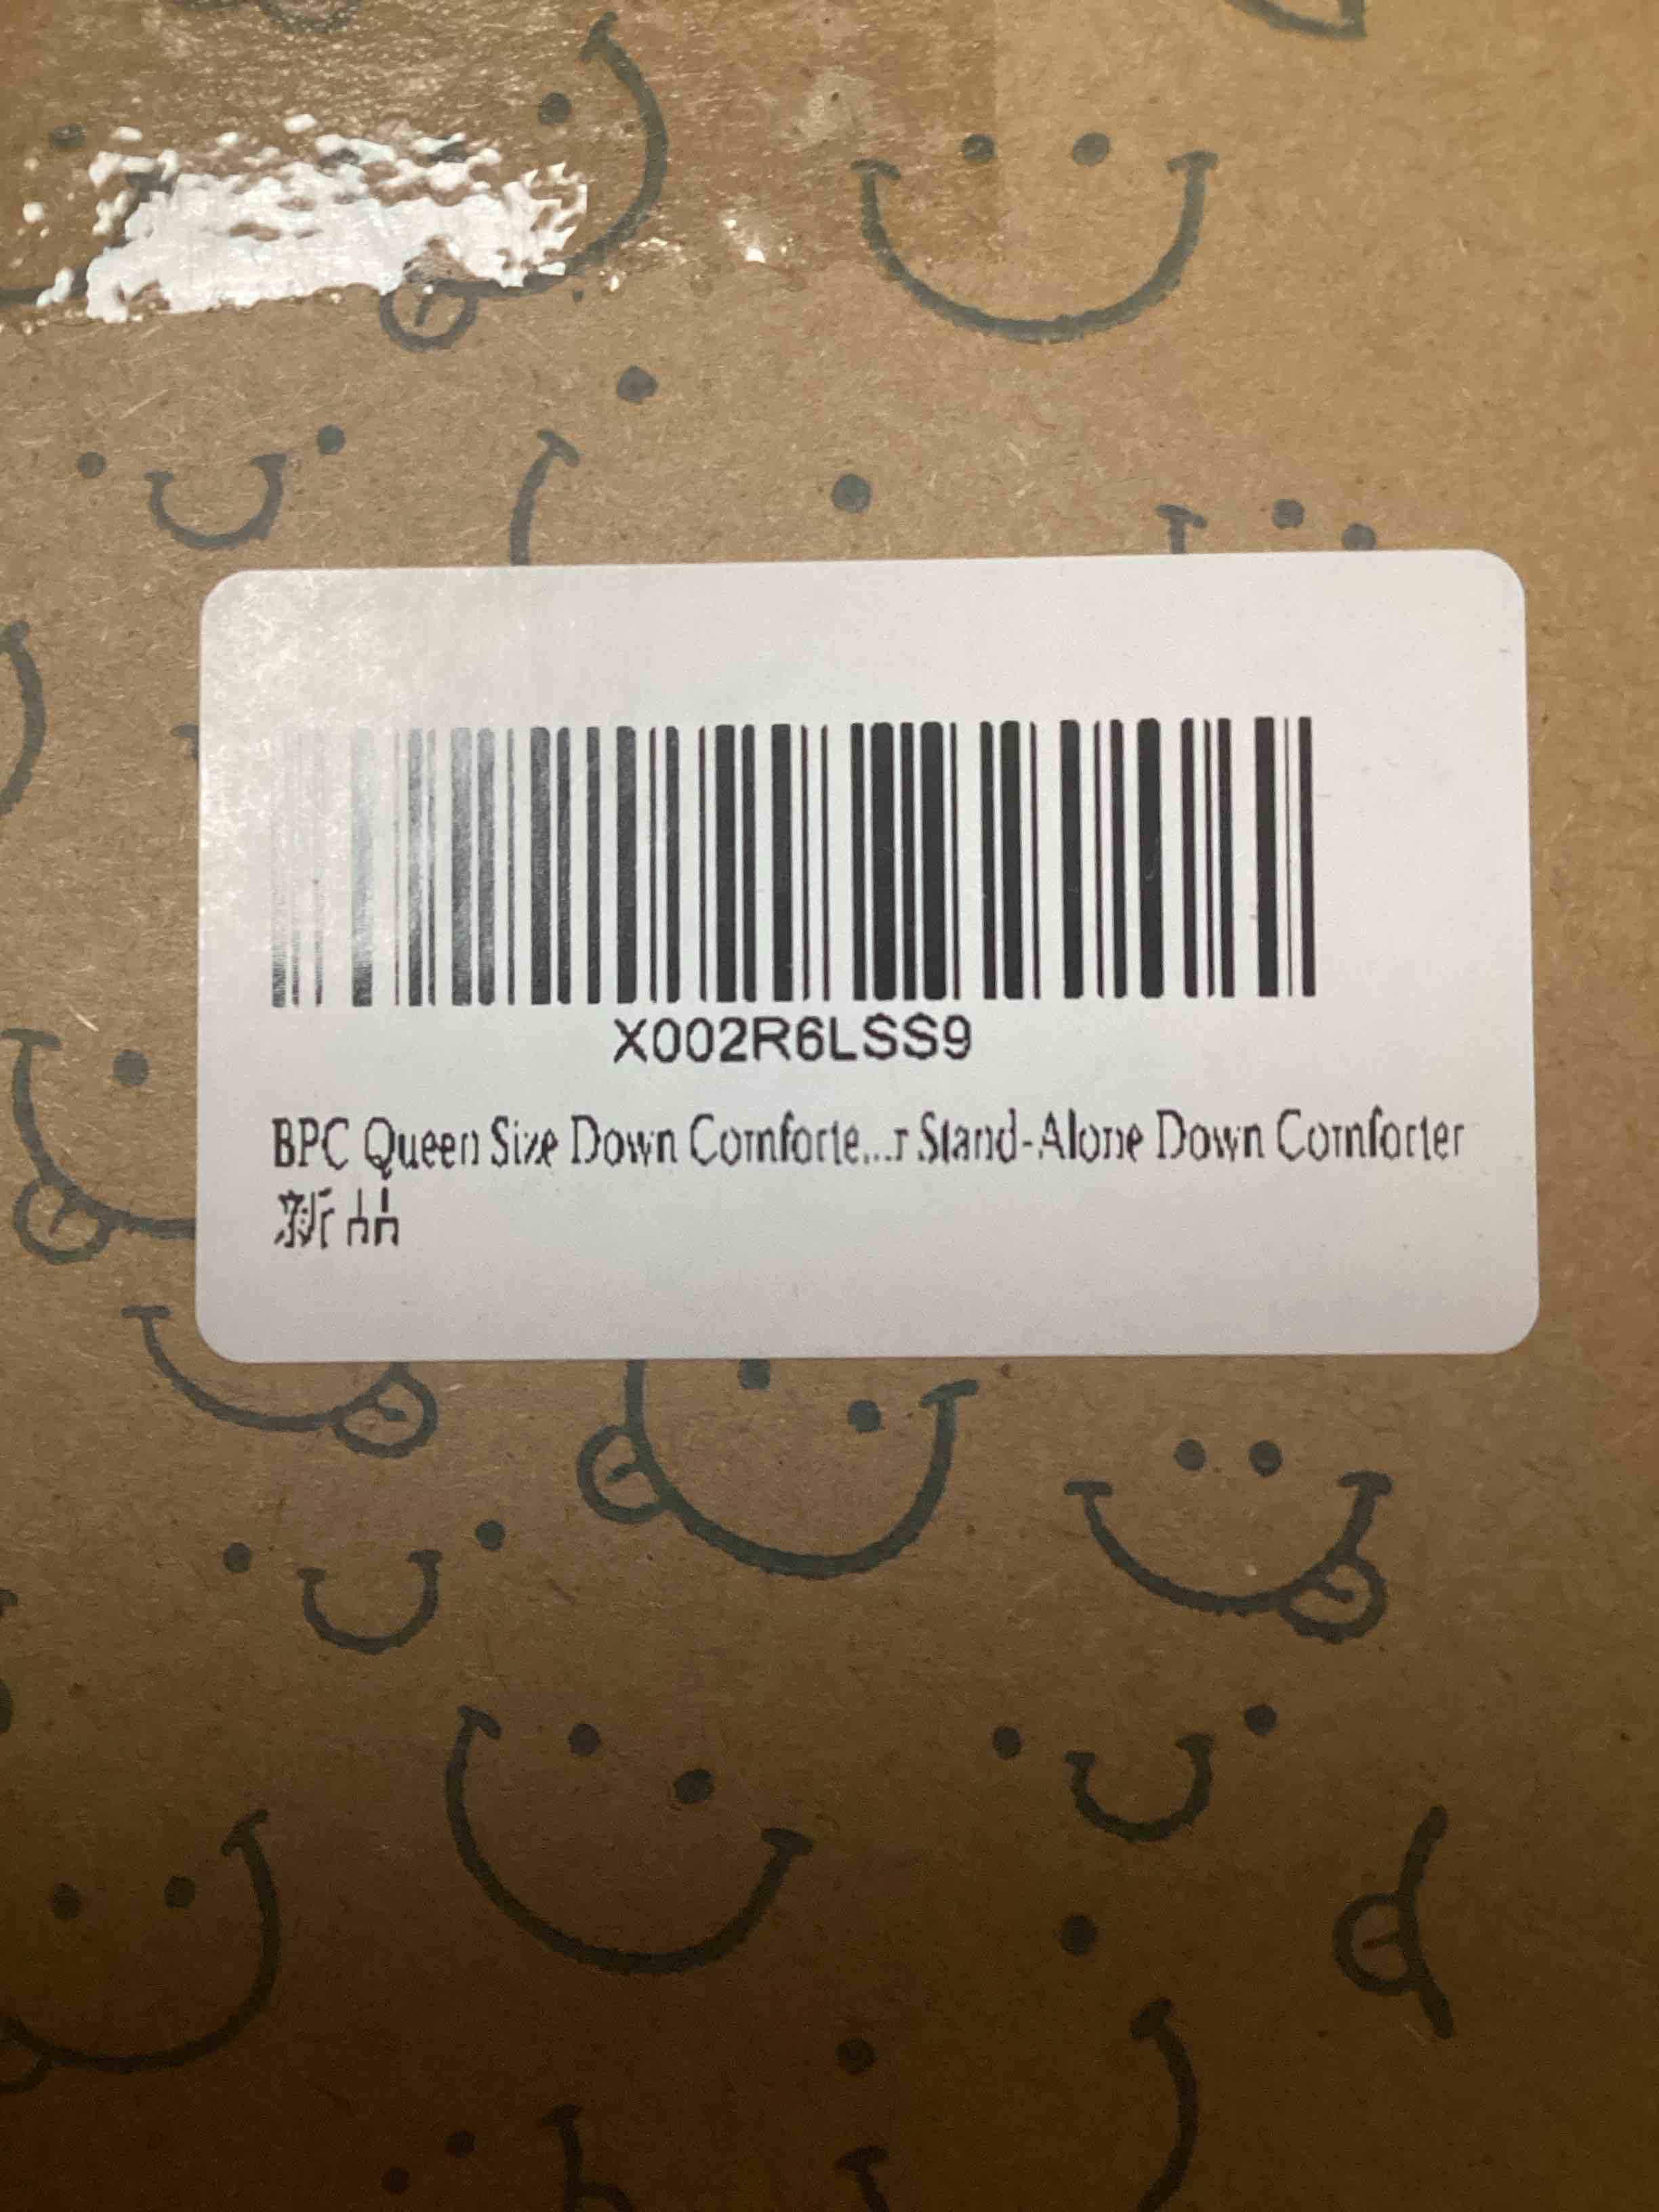 X002R6LSS9
BPC Queen Size Down Comforte...r Stand-Alone Down Comforter
新品